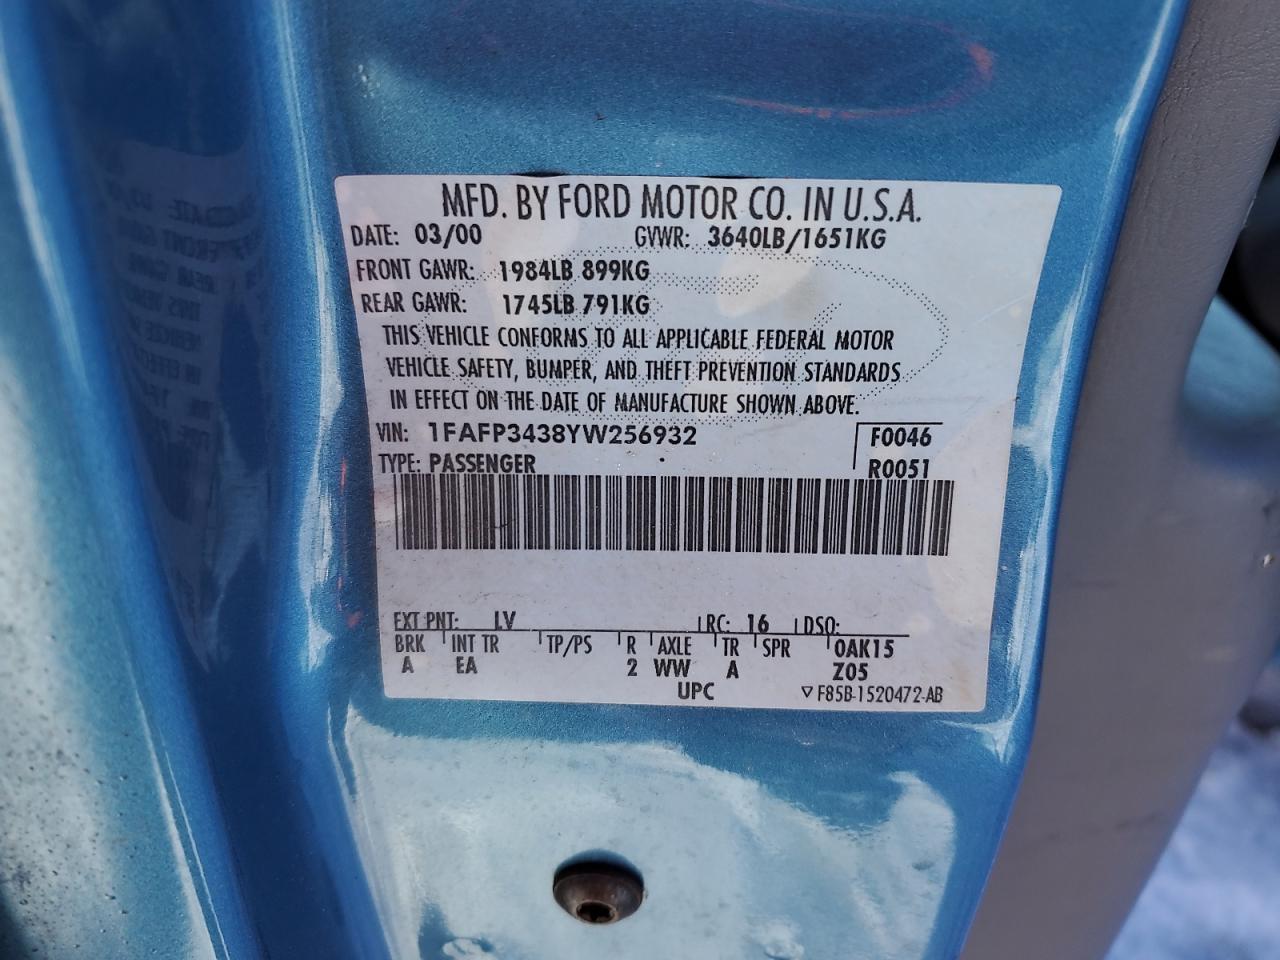 MFD. BY FORD MOTOR CO. IN U.S.A.
DATE: 03/00 GVWR: 3640LB/1651KG
FRONT GAWR: 1984LB 899KG
REAR GAWR: 1745LB 791KG
THIS VEHICLE CONFORMS TO ALL APPLICABLE FEDERAL MOTOR
VEHICLE SAFETY, BUMPER, AND THEFT PREVENTION STANDARDS
IN EFFECT ON THE DATE OF MANUFACTURE SHOWN ABOVE.
VIN: 1FAFP3438YW256932 F0046
TYPE: PASSENGER R0051
EXT PNT: LV RC: 16 DSO:
BRK INT TR TP/PS R AXLE TR SPR 0AK15
A EA 2 WW A Z05
UPC F85B-1520472-AB